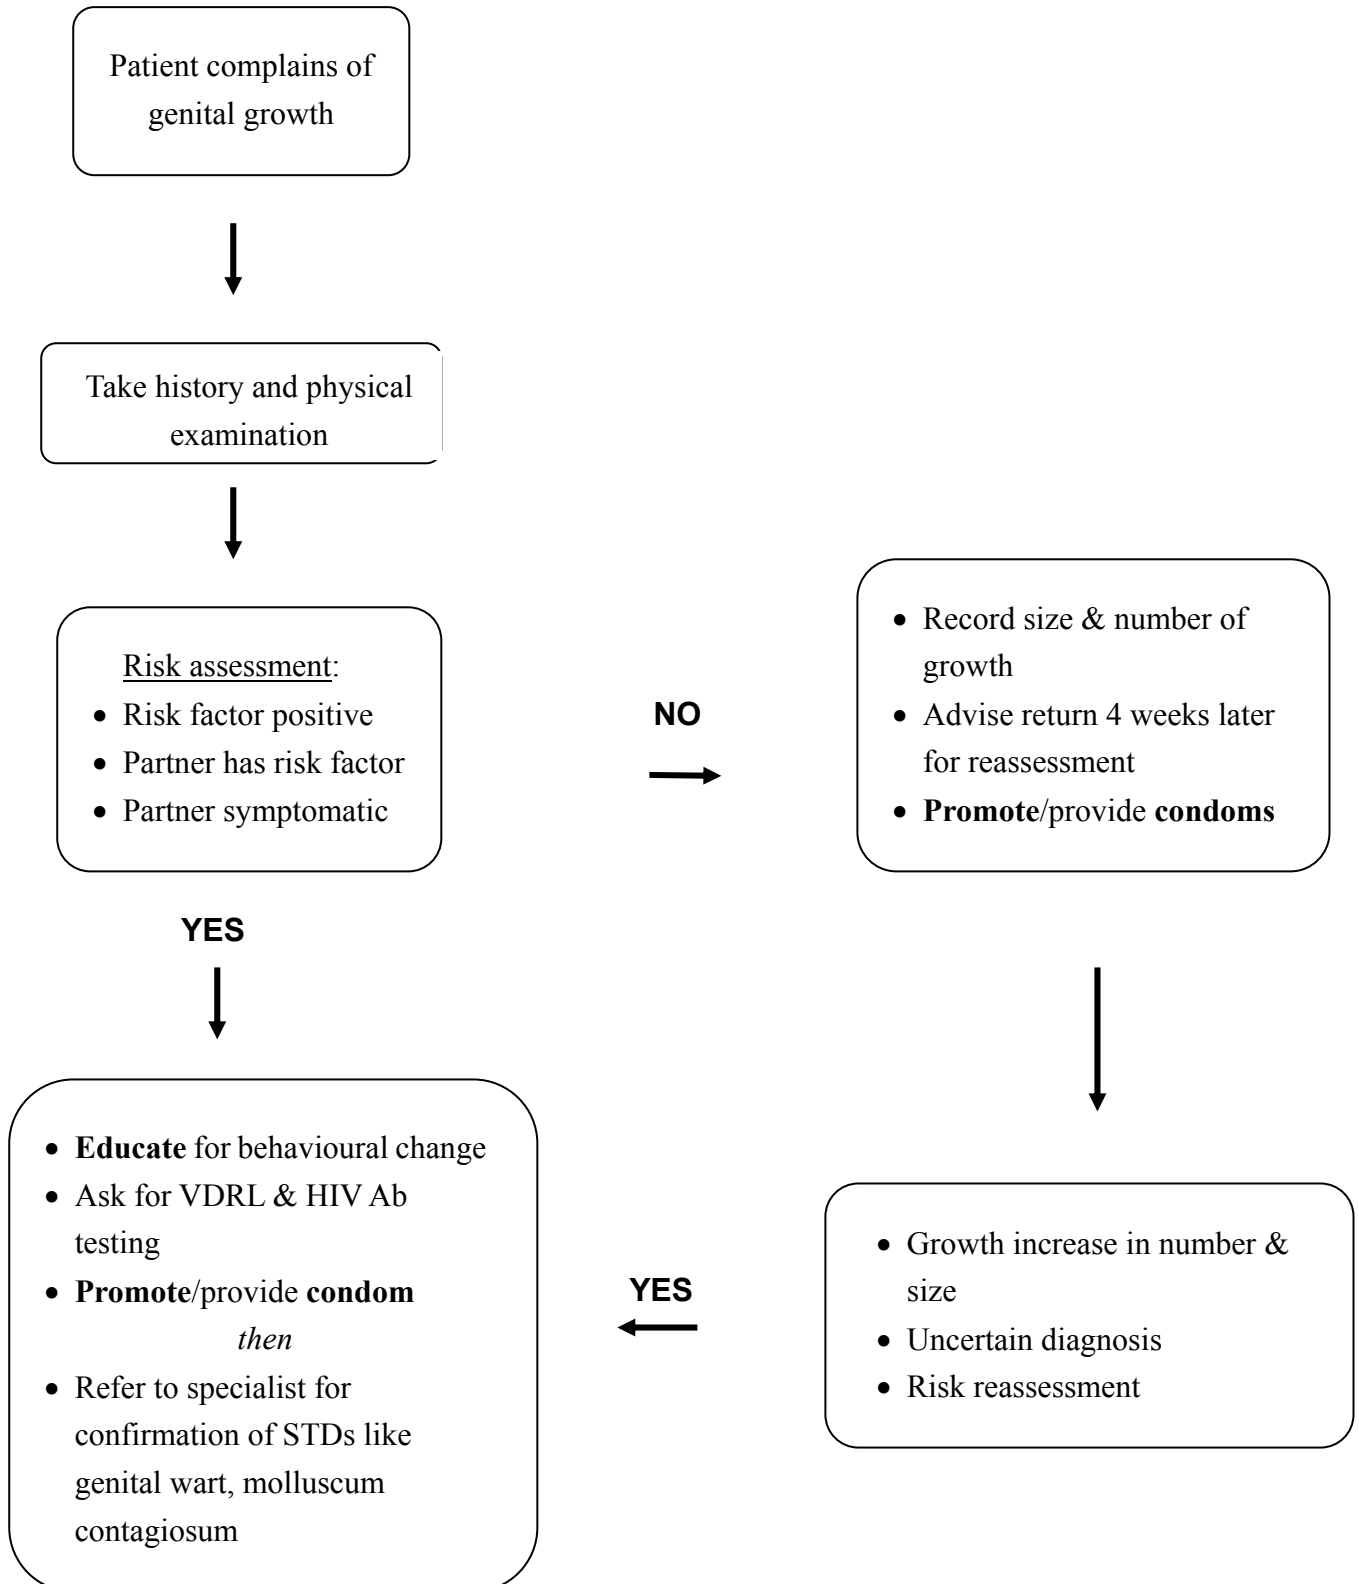 Patient complains of
genital growth
Take history and physical
examination
Risk assessment:
• Risk factor positive
• Partner has risk factor
• Partner symptomatic
NO
• Record size & number of
growth
• Advise return 4 weeks later
for reassessment
• Promote/provide condoms
YES
• Educate for behavioural change
• Ask for VDRL & HIV Ab
testing
• Promote/provide condom
then
• Refer to specialist for
confirmation of STDs like
genital wart, molluscum
contagiosum
YES
• Growth increase in number &
size
• Uncertain diagnosis
• Risk reassessment